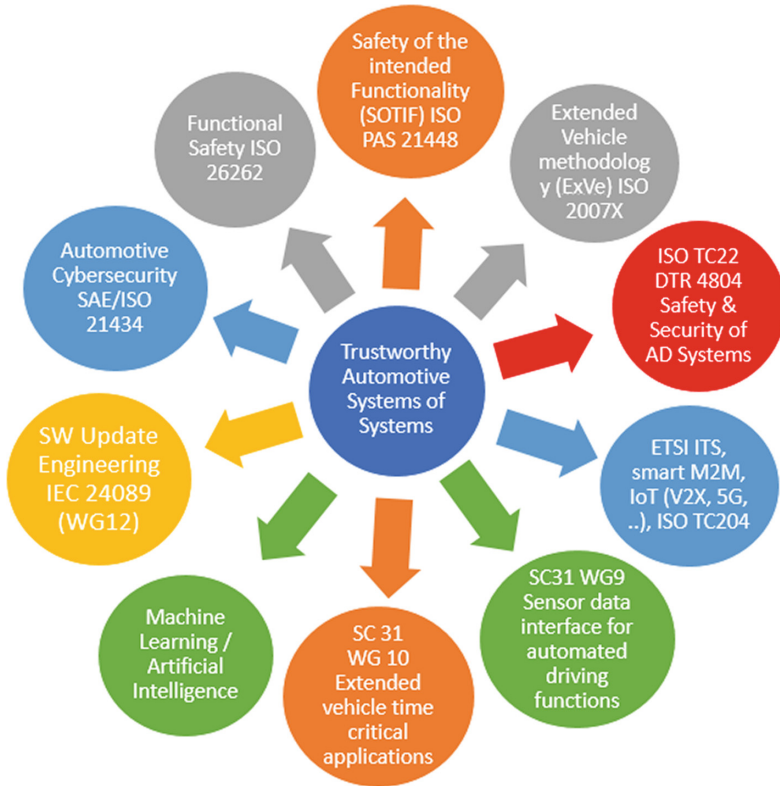 Safety of the
intended
Functionality
(SOTIF) ISO
PAS 21448
Extended
Vehicle
methodolog
y (ExVe) ISO
2007X
ISO TC22
DTR 4804
Safety &
Security of
AD Systems
ETSI ITS,
smart M2M,
IoT (V2X, 5G,
..), ISO TC204
SC31 WG9
Sensor data
interface for
automated
driving
functions
SC 31
WG 10
Extended
vehicle time
critical
applications
Machine
Learning /
Artificial
Intelligence
SW Update
Engineering
IEC 24089
(WG12)
Automotive
Cybersecurity
SAE/ISO
21434
Functional
Safety ISO
26262
Trustworthy
Automotive
Systems of
Systems